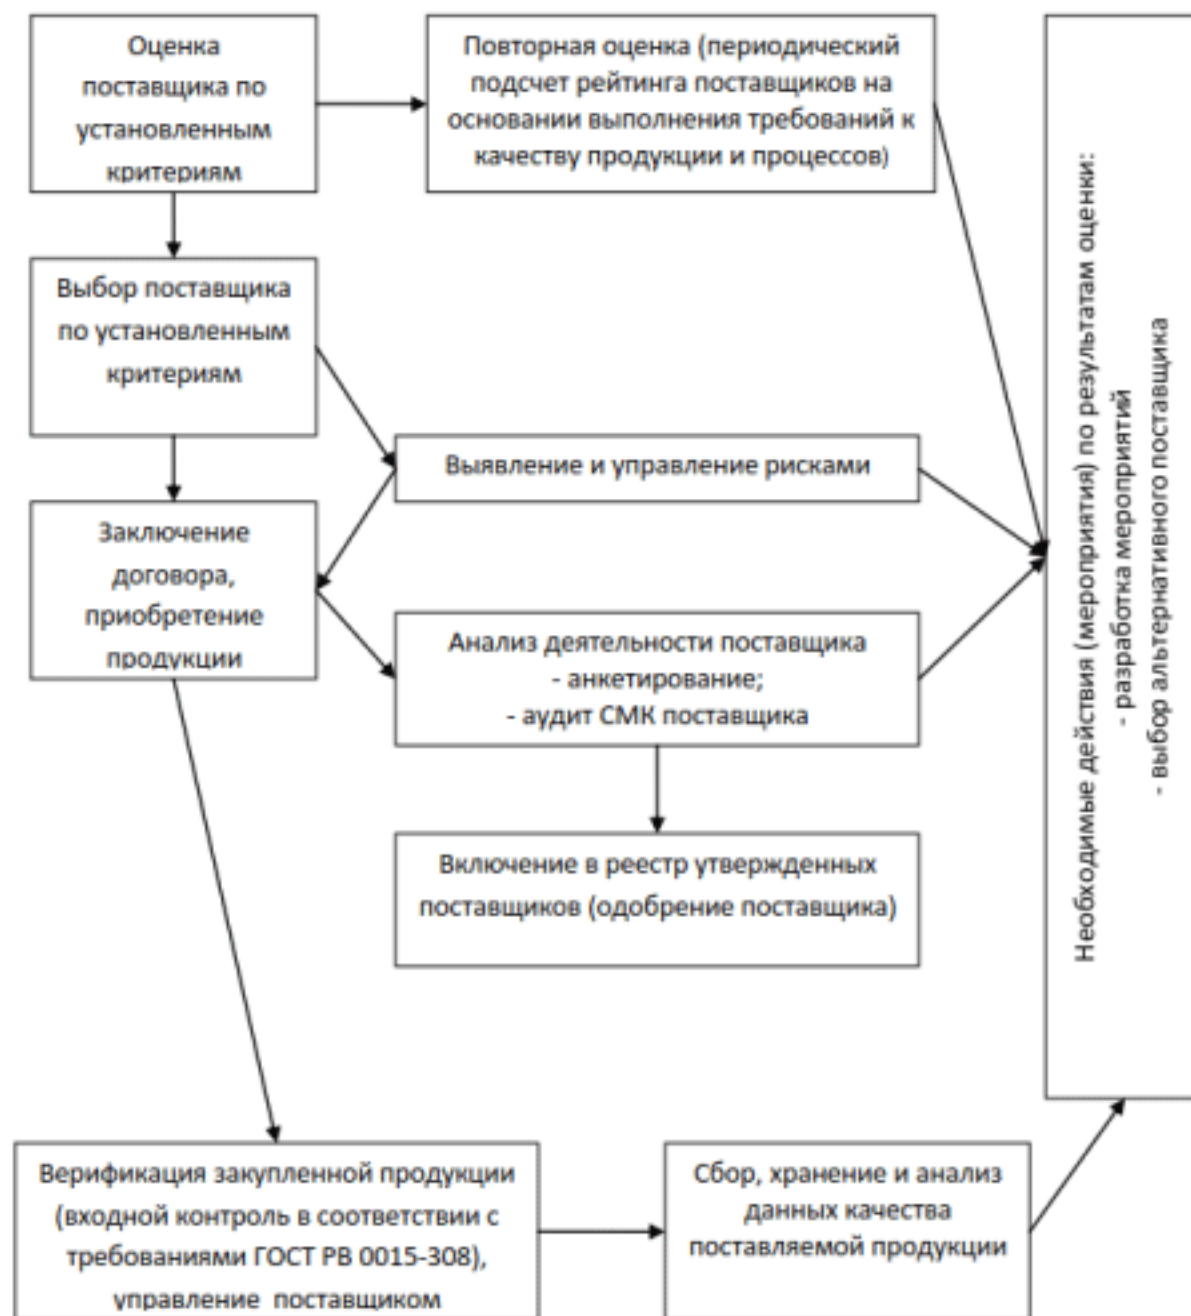 Оценка
поставщика по
установленным
критериям
Повторная оценка (периодический
подсчет рейтинга поставщиков на
основании выполнения требований к
качеству продукции и процессов)
Выбор поставщика
по установленным
критериям
Выявление и управление рисками
Заключение
договора,
приобретение
продукции
Анализ деятельности поставщика
- анкетирование;
- аудит СМК поставщика
Включение в реестр утвержденных
поставщиков (одобрение поставщика)
Необходимые действия (мероприятия) по результатам оценки:
- разработка мероприятий
- выбор альтернативного поставщика
Верификация закупленной продукции
(входной контроль в соответствии с
требованиями ГОСТ РВ 0015-308),
управление поставщиком
Сбор, хранение и анализ
данных качества
поставляемой продукции